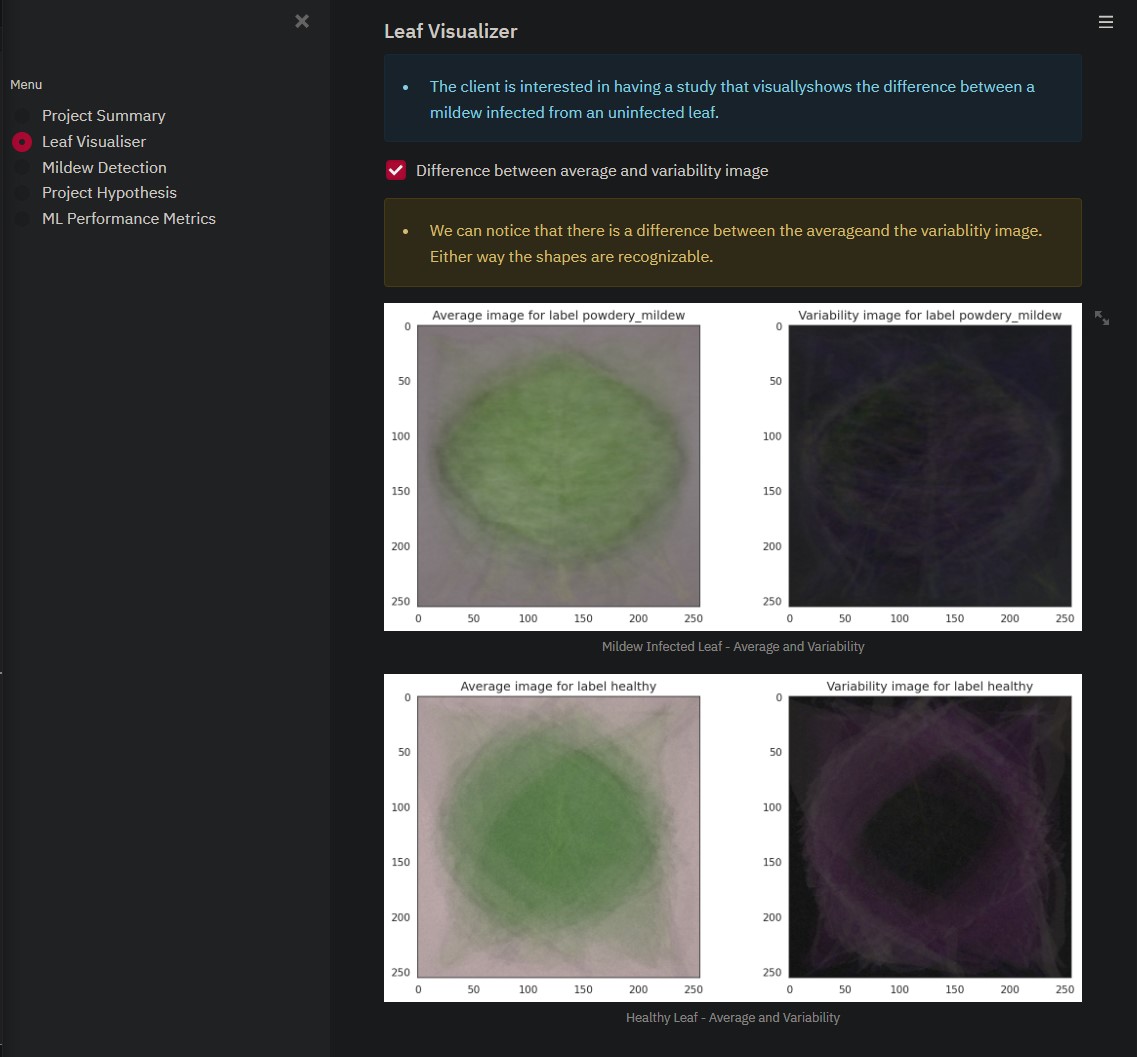 Menu
Project Summary
Leaf Visualiser
Mildew Detection
Project Hypothesis
ML Performance Metrics
Leaf Visualizer
• The client is interested in having a study that visuallyshows the difference between a
mildew infected from an uninfected leaf.
Difference between average and variability image
• We can notice that there is a difference between the averageand the variablitiy image.
Either way the shapes are recognizable.
Average image for label powdery_mildew
0
50
100
150
200
250
0 50 100 150 200 250
Variability image for label powdery_mildew
0
50
100
150
200
250
0 50 100 150 200 250
Mildew Infected Leaf - Average and Variability
Average image for label healthy
0
50
100
150
200
250
0 50 100 150 200 250
Variability image for label healthy
0
50
100
150
200
250
0 50 100 150 200 250
Healthy Leaf - Average and Variability